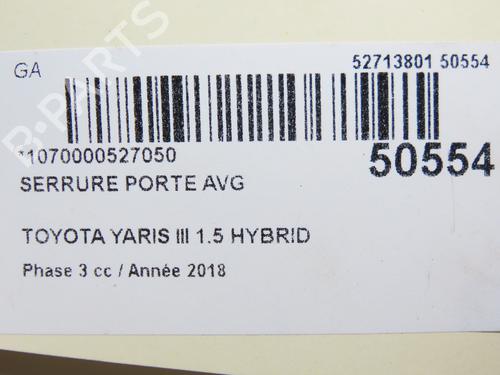 GA
52713801 50554
*1070000527050
50554
SERRURE PORTE AVG
TOYOTA YARIS III 1.5 HYBRID
Phase 3 cc / Année 2018
B-PARTS